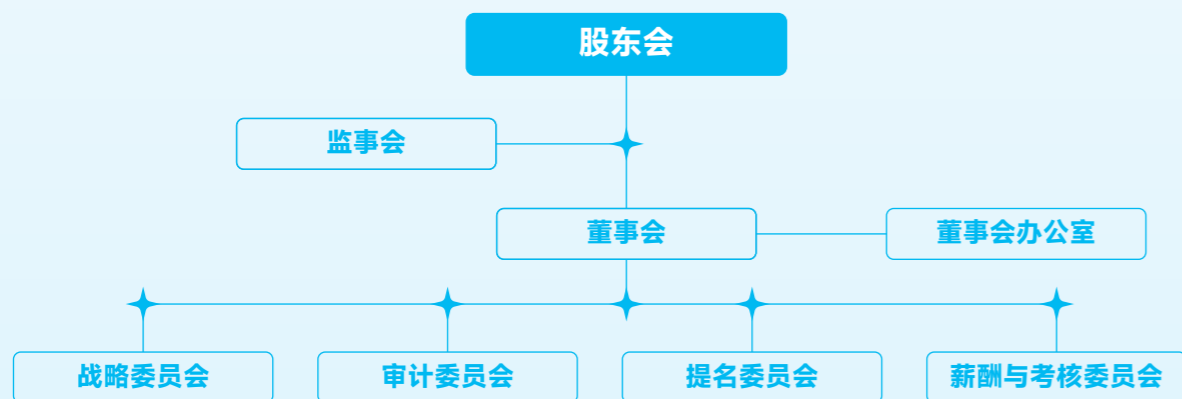 股东会
监事会
董事会
董事会办公室
战略委员会
审计委员会
提名委员会
薪酬与考核委员会